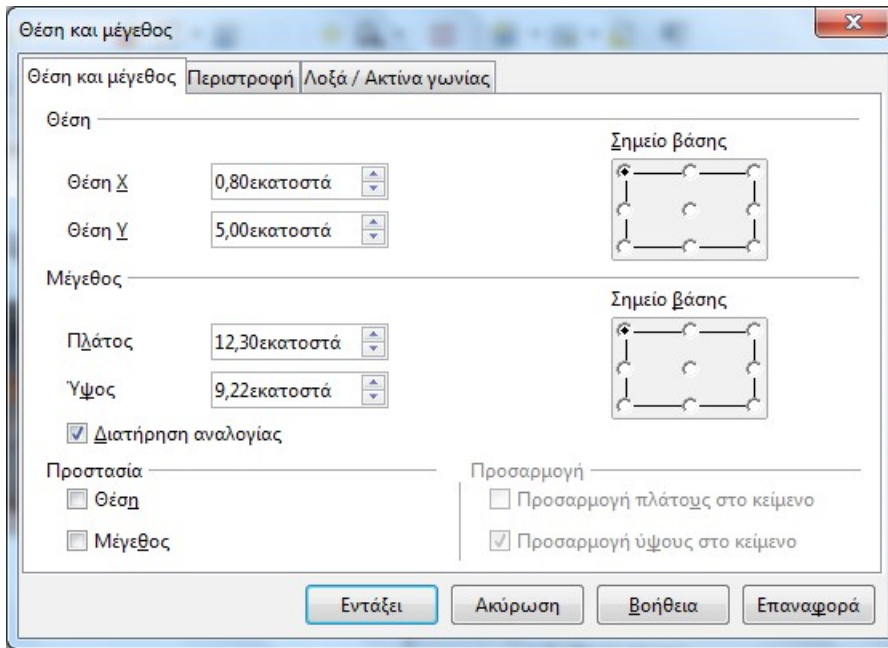 Θέση και μέγεθος
Θέση και μέγεθος Περιστροφή Λοξά / Ακτίνα γωνίας
Θέση
Σημείο βάσης
Θέση X 0,80εκατοστά
Θέση Y 5,00εκατοστά
Μέγεθος
Σημείο βάσης
Πλάτος 12,30εκατοστά
Ύψος 9,22εκατοστά
Διατήρηση αναλογίας
Προστασία Προσαρμογή
Θέση Προσαρμογή πλάτους στο κείμενο
Μέγεθος Προσαρμογή ύψους στο κείμενο
Εντάξει Ακύρωση Βοήθεια Επαναφορά